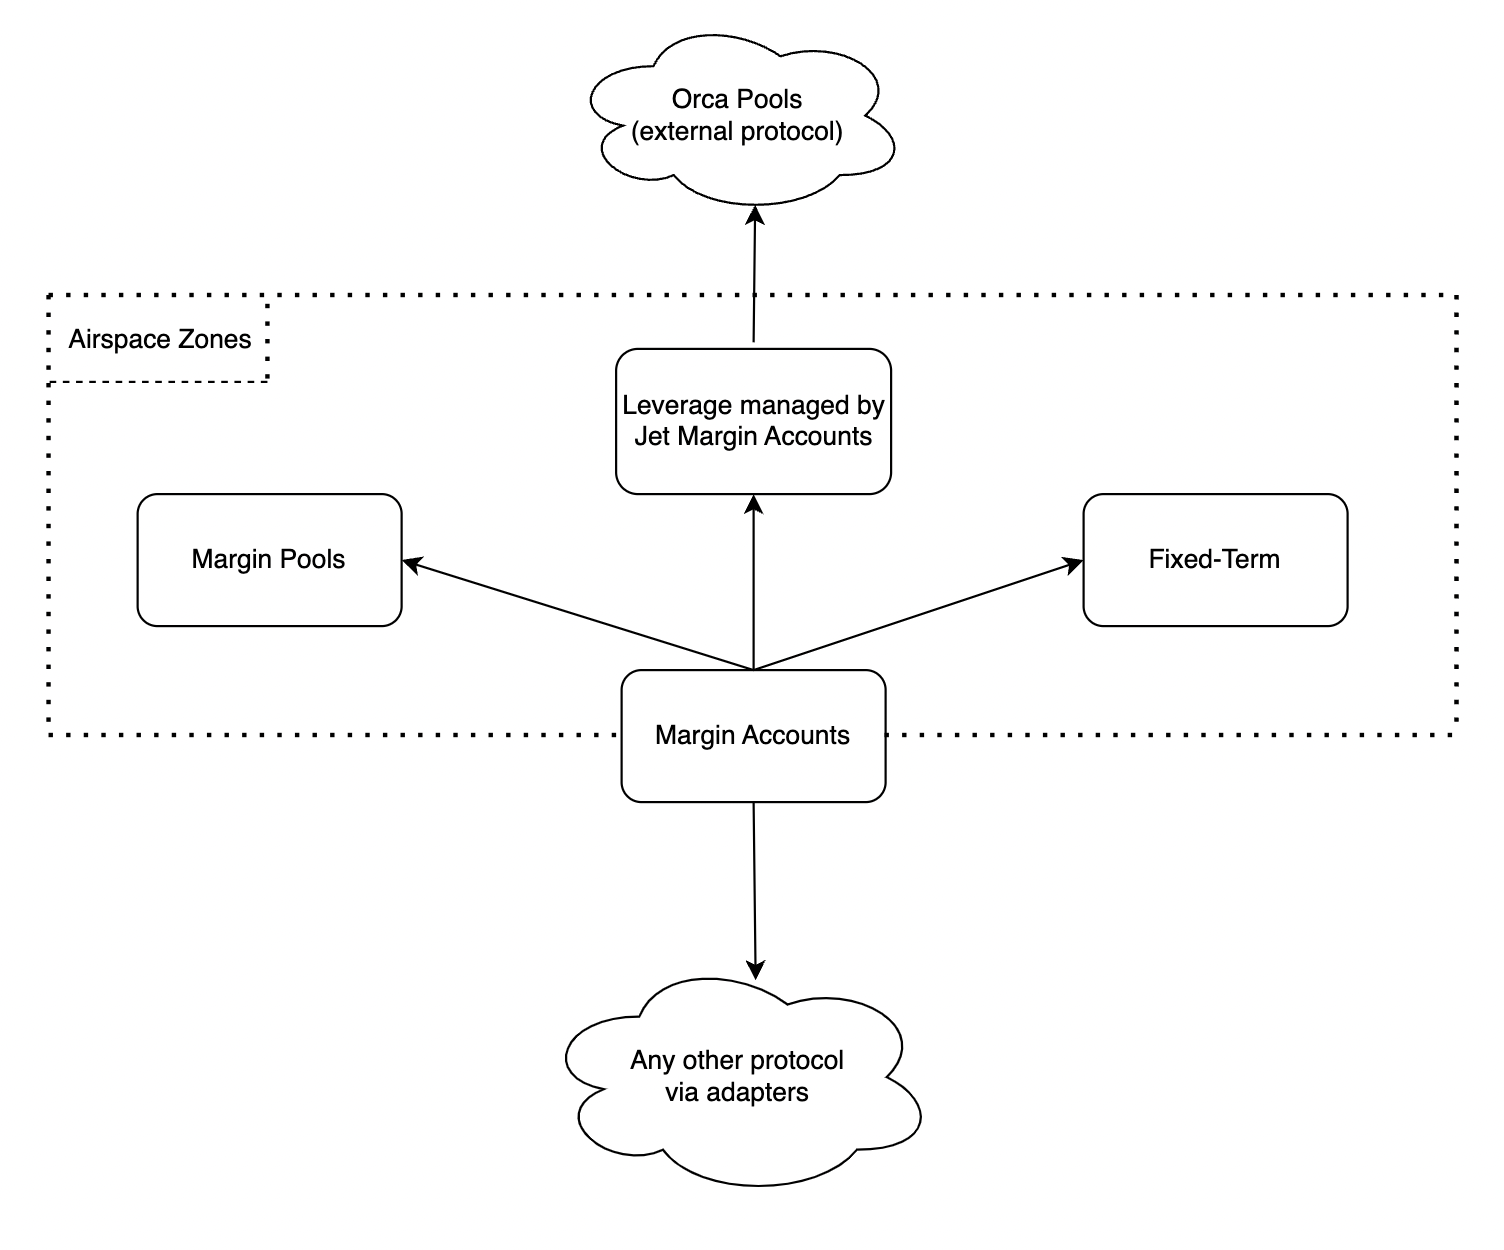 Orca Pools
(external protocol)
Airspace Zones
Leverage managed by
Jet Margin Accounts
Margin Pools
Fixed-Term
Margin Accounts
Any other protocol
via adapters